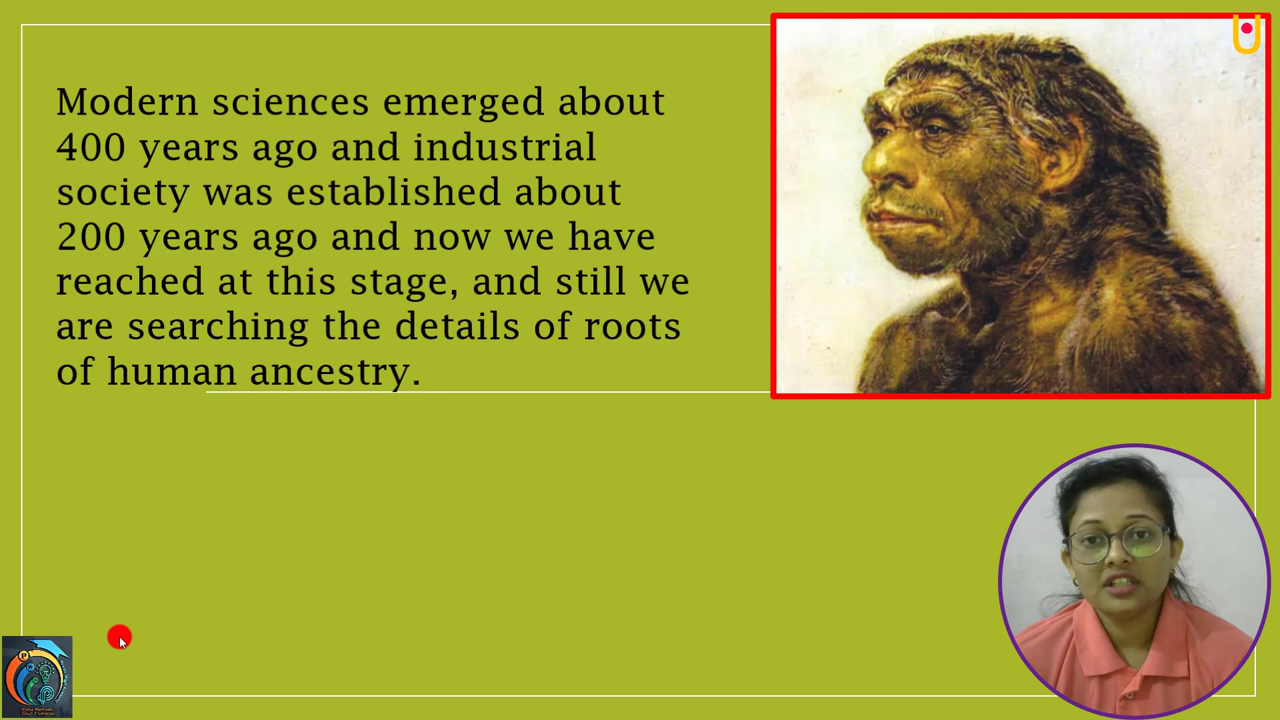 Modern sciences emerged about
400 years ago and industrial
society was established about
200 years ago and now we have
reached at this stage, and still we
are searching the details of roots
of human ancestry.